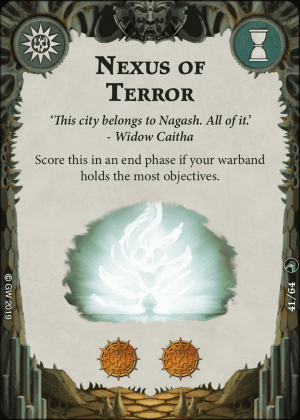 NEXUS OF
TERROR
‘This city belongs to Nagash. All of it.’
- Widow Caitha
Score this in an end phase if your warband
holds the most objectives.
© GW 2019
41/64